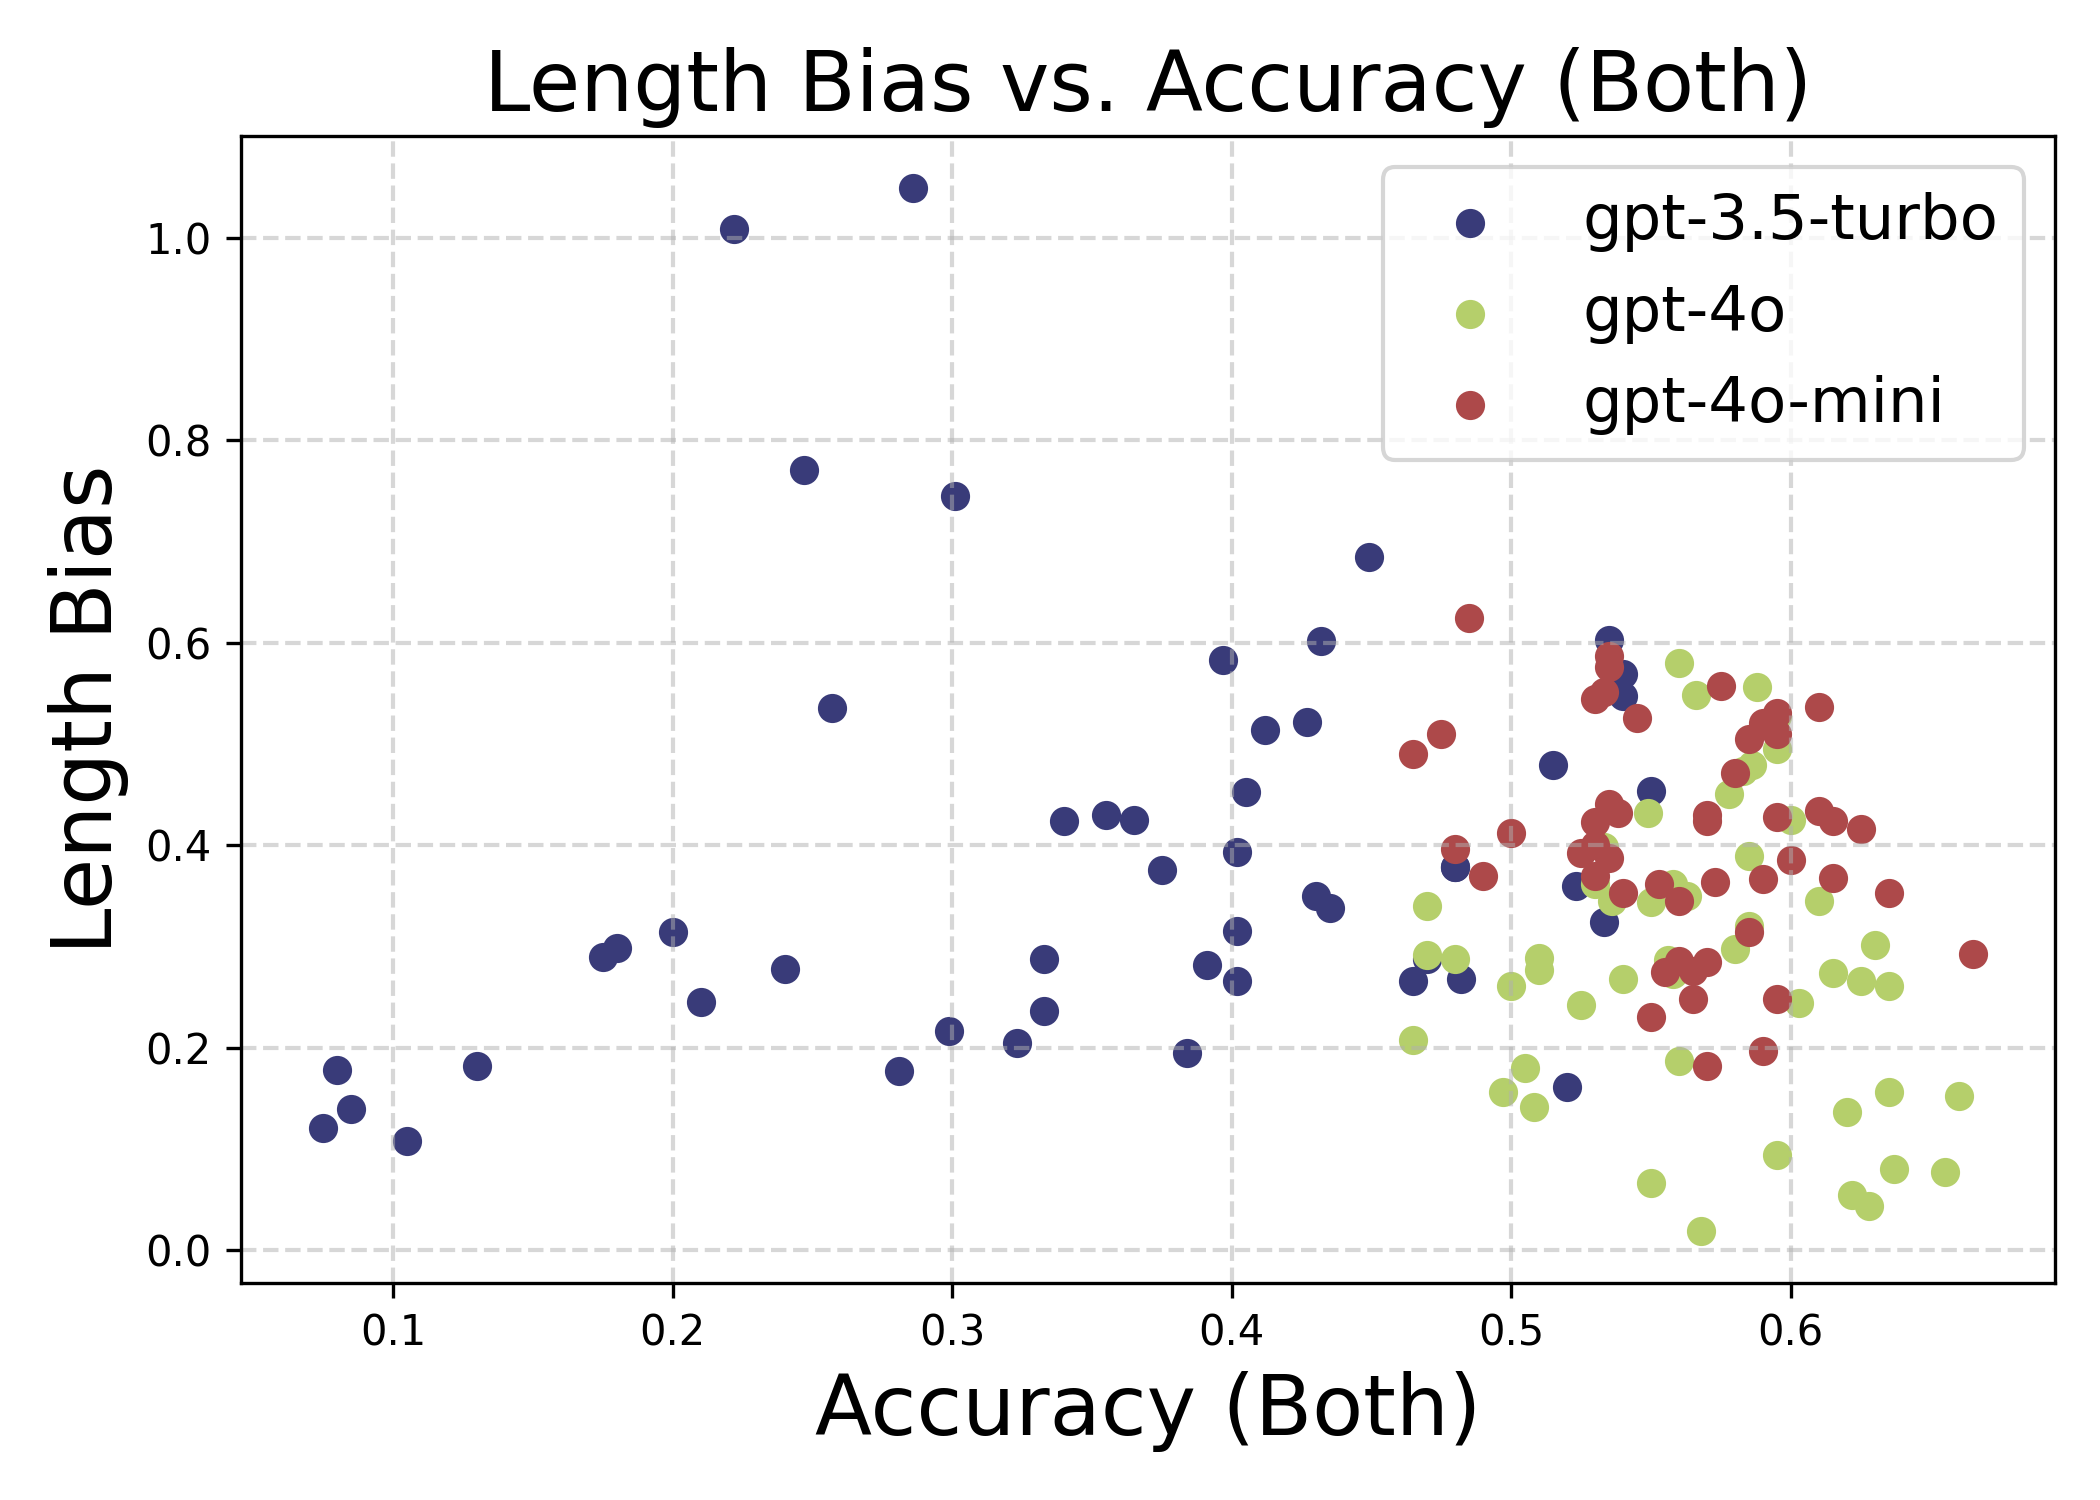 Length Bias vs. Accuracy (Both)
gpt-3.5-turbo
gpt-4o
gpt-4o-mini
Length Bias
1.0
0.8
0.6
0.4
0.2
0.0
0.1 0.2 0.3 0.4 0.5 0.6
Accuracy (Both)